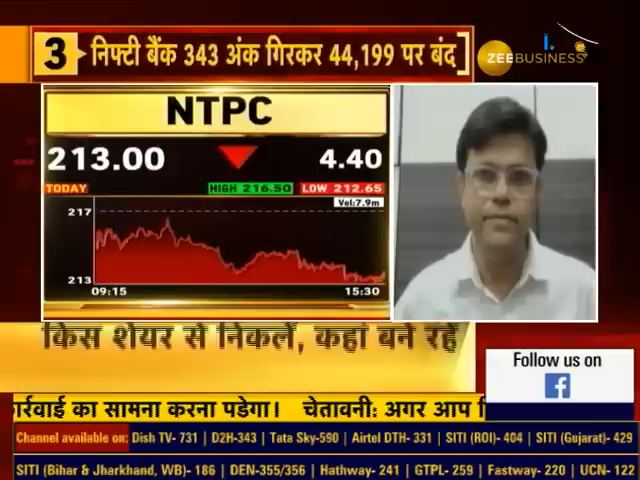 3 निफ्टी बैंक 343 अंक गिरकर 44,199 पर बंद
ZEE BUSINESS
NTPC
213.00 4.40
TODAY HIGH 216.50 LOW 212.65
Vol:7.9m
217
213
09:15 15:30
किस शेयर से निकलें, कहां बने रहें
Follow us on
कार्रवाई का सामना करना पडेगा। चेतावनी: अगर आप
Channel available on: Dish TV- 731 | D2H-343 | Tata Sky-590 | Airtel DTH- 331 | SITI (ROI)- 404 | SITI (Gujarat)- 429
SITI (Bihar & Jharkhand, WB)- 186 | DEN-355/356 | Hathway- 241 | GTPL- 259 | Fastway- 220 | UCN- 122